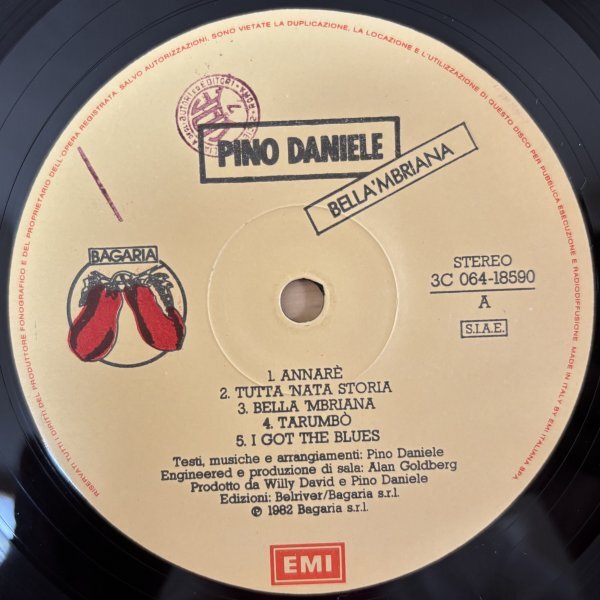 RISERVATI TUTTI I DIRITTI DEL PRODUTTORE FONOGRAFICO E DEL PROPRIETARIO DELL'OPERA REGISTRATA. SALVO AUTORIZZAZIONI, SONO VIETATE LA DUPLICAZIONE, LA LOCAZIONE E L'UTILIZZAZIONE DI QUESTO DISCO PER PUBBLICA ESECUZIONE E RADIODIFFUSIONE. MADE IN ITALY BY EMI ITALIANA SPA
PINO DANIELE
BELLA 'MBRIANA
BAGARIA
STEREO
3C 064-18590
A
S.I.A.E.
1. ANNARÈ
2. TUTTA 'NATA STORIA
3. BELLA 'MBRIANA
4. TARUMBÒ
5. I GOT THE BLUES
Testi, musiche e arrangiamenti: Pino Daniele
Engineered e produzione di sala: Alan Goldberg
Prodotto da Willy David e Pino Daniele
Edizioni: Belriver/Bagaria s.r.l.
℗ 1982 Bagaria s.r.l.
EMI